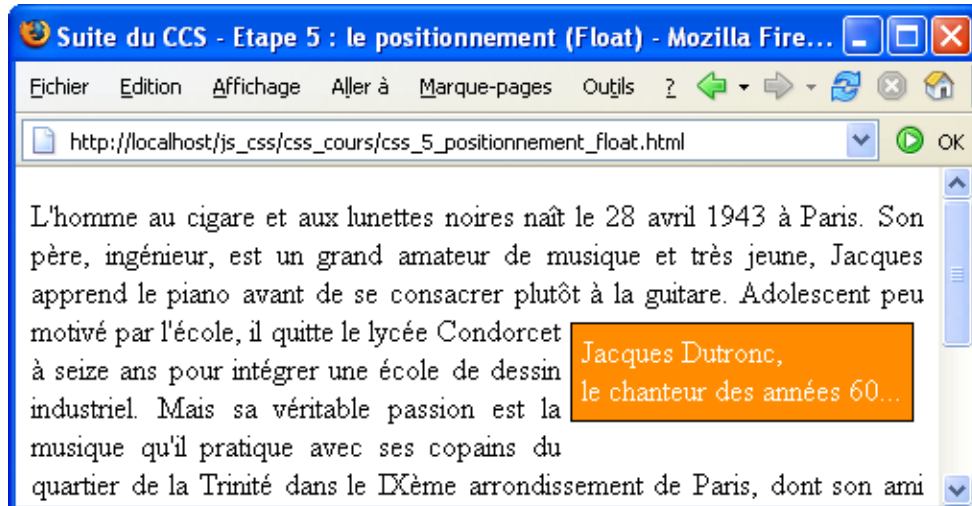 Suite du CCS - Etape 5 : le positionnement (Float) - Mozilla Fire...
Fichier Edition Affichage Aller à Marque-pages Outils ?
http://localhost/js_css/css_cours/css_5_positionnement_float.html OK
L'homme au cigare et aux lunettes noires naît le 28 avril 1943 à Paris. Son
père, ingénieur, est un grand amateur de musique et très jeune, Jacques
apprend le piano avant de se consacrer plutôt à la guitare. Adolescent peu
motivé par l'école, il quitte le lycée Condorcet
à seize ans pour intégrer une école de dessin
industriel. Mais sa véritable passion est la
musique qu'il pratique avec ses copains du
quartier de la Trinité dans le IXème arrondissement de Paris, dont son ami
Jacques Dutronc,
le chanteur des années 60...